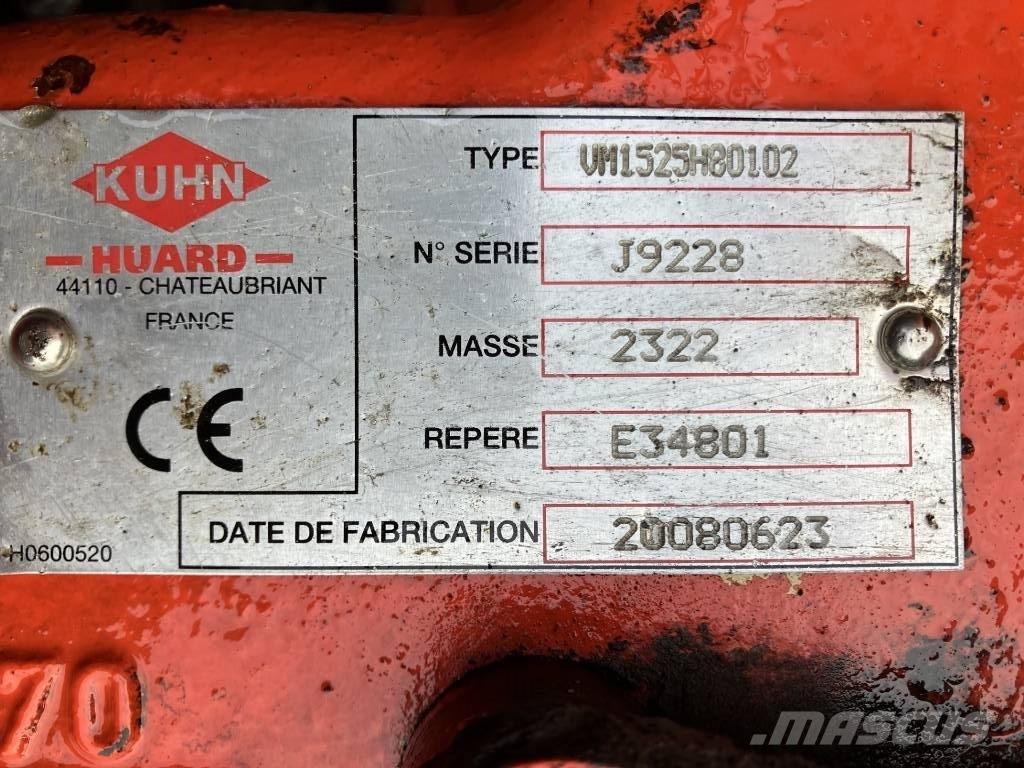 KUHN
HUARD
44110 - CHATEAUBRIANT
FRANCE
CE
TYPE VM1525H80102
N° SERIE J9228
MASSE 2322
REPERE E34801
DATE DE FABRICATION 20080623
H0600520
70
MASCUS